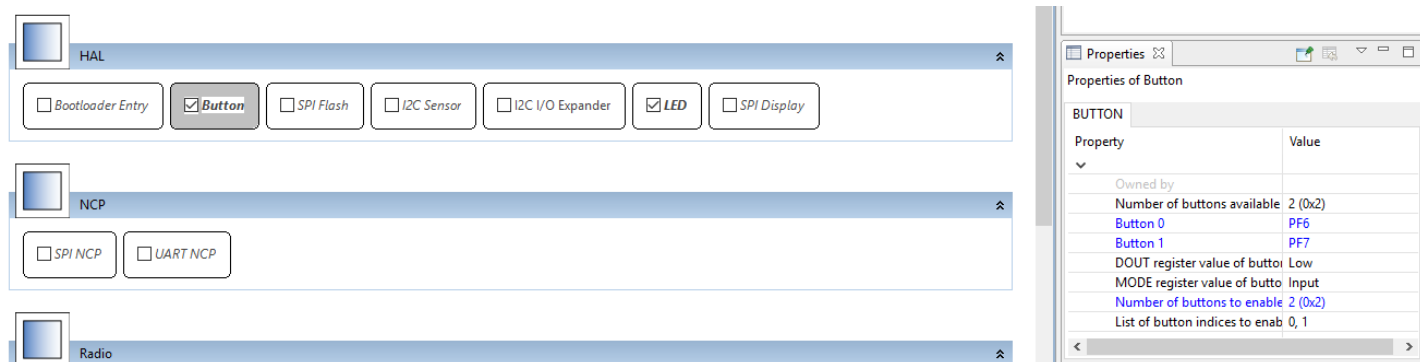 HAL
Bootloader Entry
Button
SPI Flash
I2C Sensor
I2C I/O Expander
LED
SPI Display
NCP
SPI NCP
UART NCP
Radio
Properties
Properties of Button
BUTTON
Property Value
Owned by
Number of buttons available 2 (0x2)
Button 0 PF6
Button 1 PF7
DOUT register value of butto Low
MODE register value of butto Input
Number of buttons to enable 2 (0x2)
List of button indices to enab 0, 1